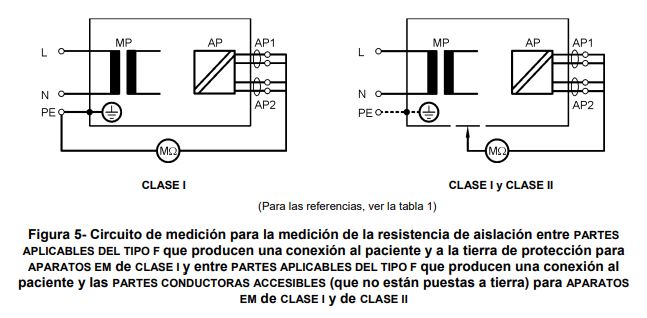 MP AP AP1
L
N
AP2
PE
MΩ
CLASE I
MP AP AP1
L
N
AP2
PE
MΩ
CLASE I y CLASE II
(Para las referencias, ver la tabla 1)
Figura 5- Circuito de medición para la medición de la resistencia de aislación entre PARTES
APLICABLES DEL TIPO F que producen una conexión al paciente y a la tierra de protección para
APARATOS EM de CLASE I y entre PARTES APLICABLES DEL TIPO F que producen una conexión al
paciente y las PARTES CONDUCTORAS ACCESIBLES (que no están puestas a tierra) para APARATOS
EM de CLASE I y de CLASE II